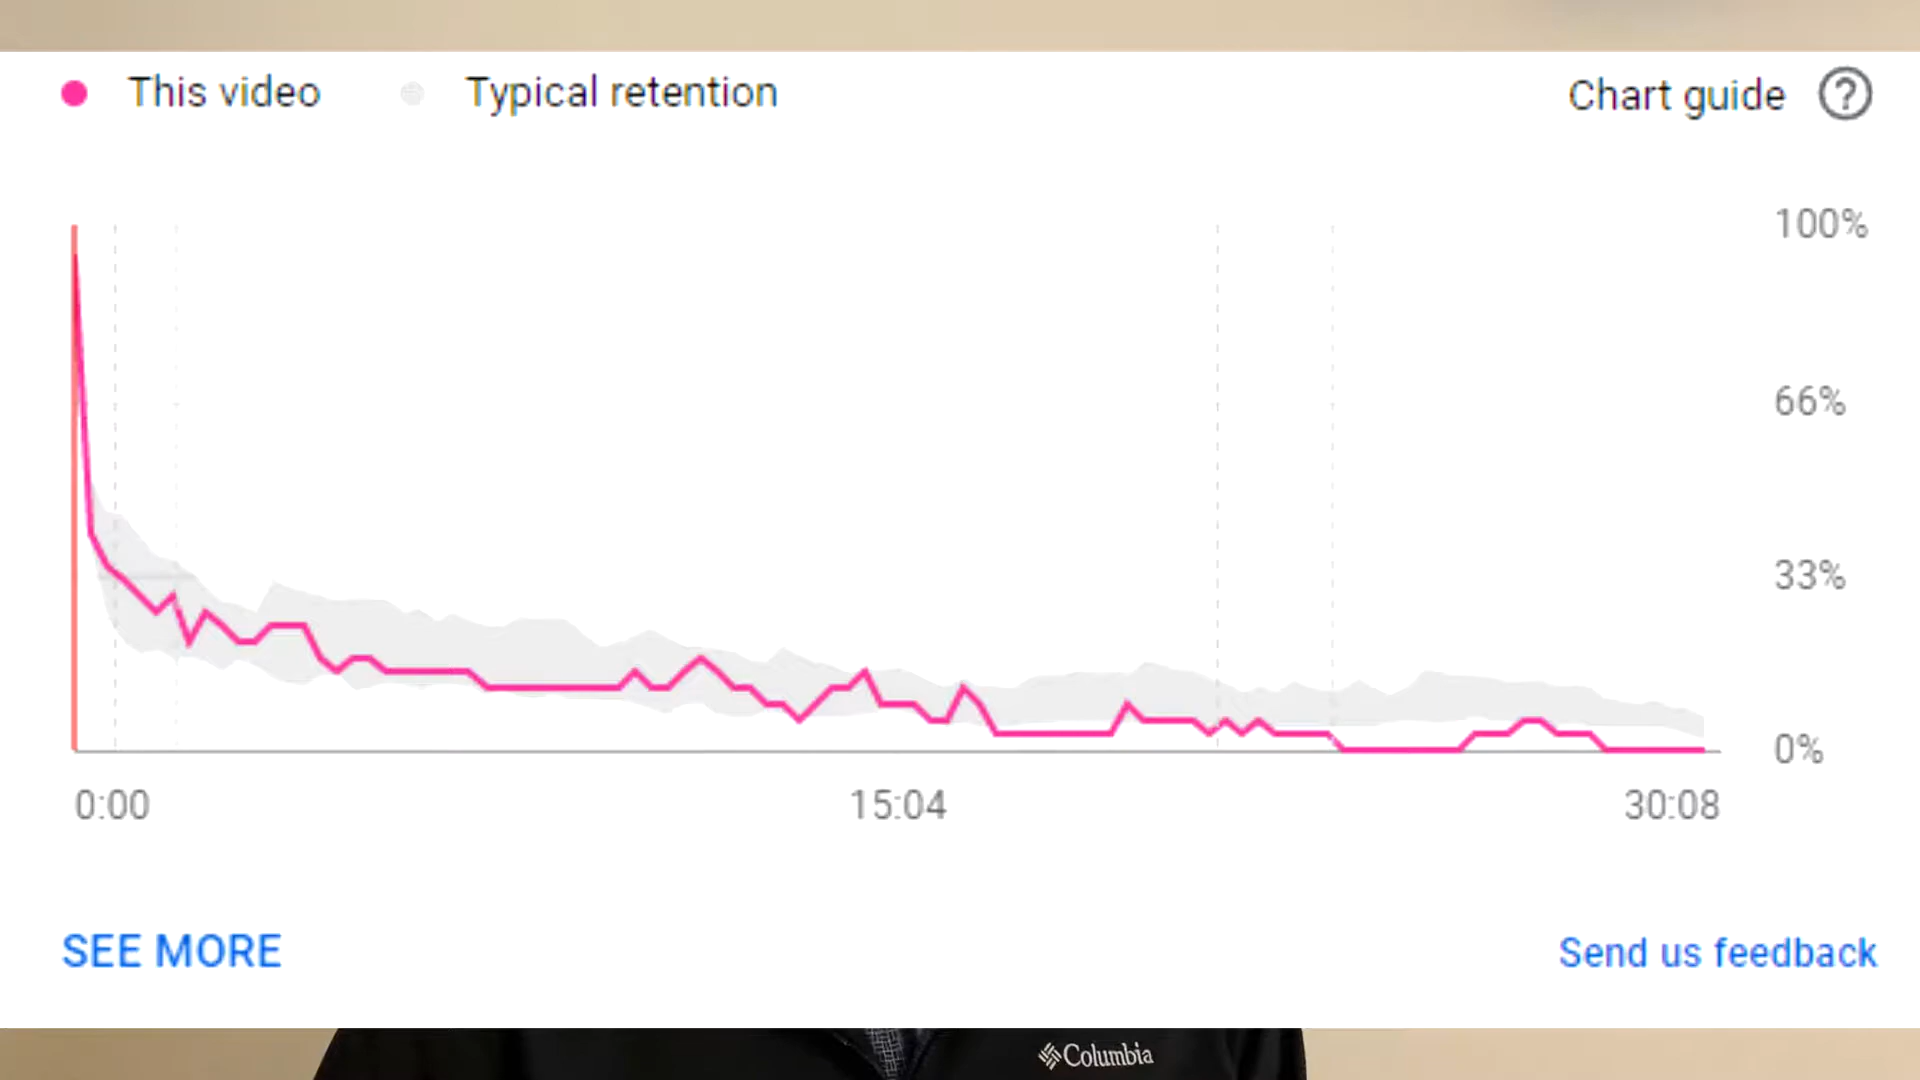 This video
Typical retention
Chart guide
100%
66%
33%
0%
0:00
15:04
30:08
SEE MORE
Send us feedback
Columbia